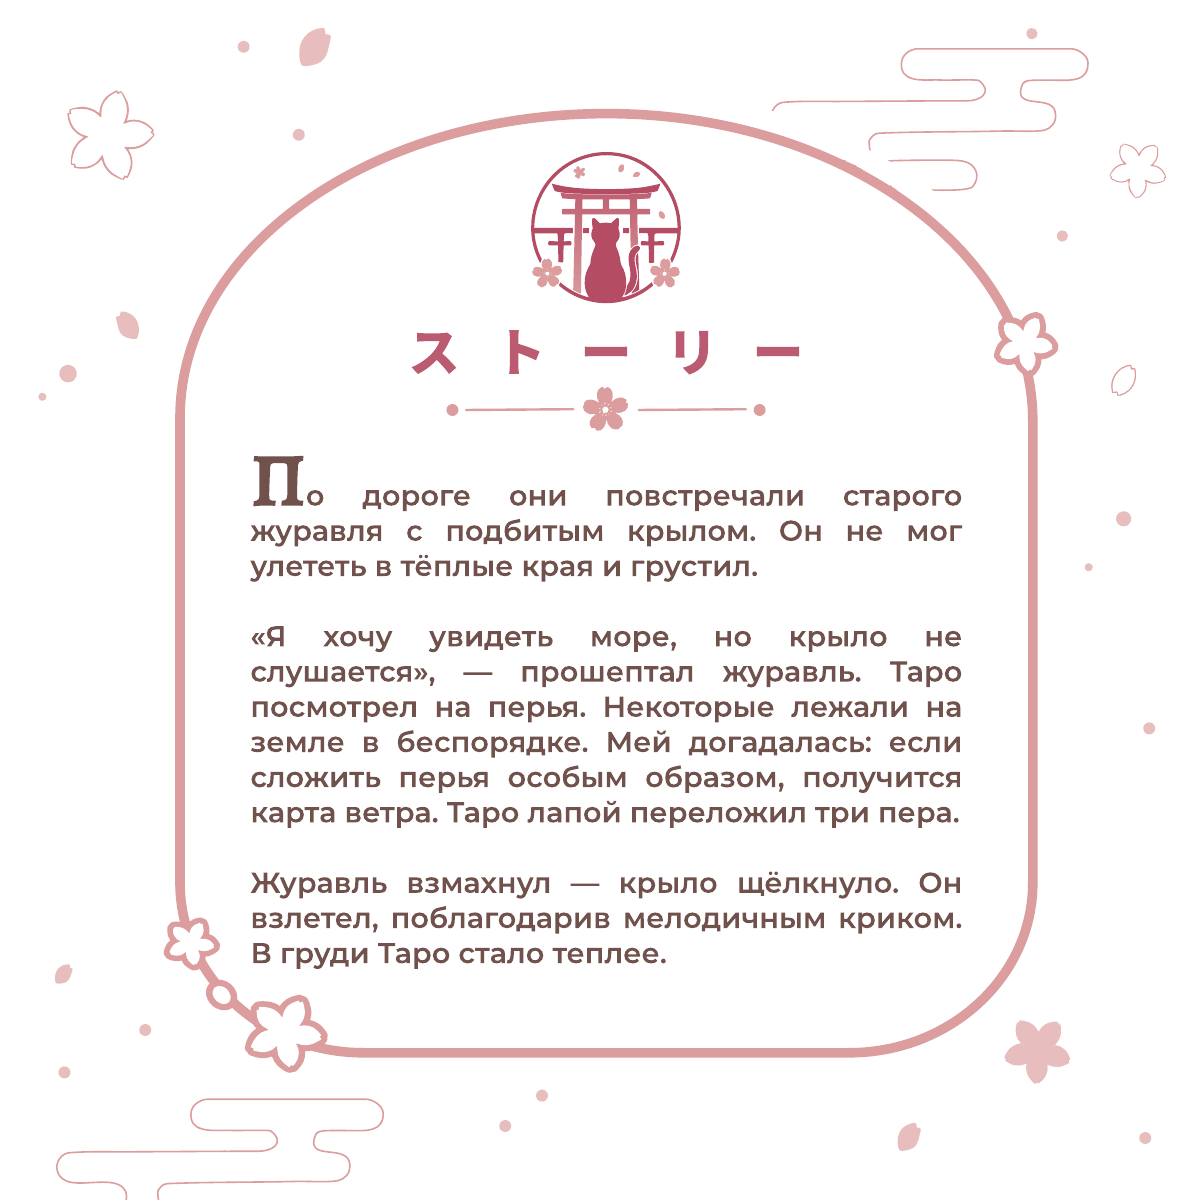 ストーリー
По дороге они повстречали старого
журавля с подбитым крылом. Он не мог
улететь в тёплые края и грустил.
«Я хочу увидеть море, но крыло не
слушается», — прошептал журавль. Таро
посмотрел на перья. Некоторые лежали на
земле в беспорядке. Мей догадалась: если
сложить перья особым образом, получится
карта ветра. Таро лапой переложил три пера.
Журавль взмахнул — крыло щёлкнуло. Он
взлетел, поблагодарив мелодичным криком.
В груди Таро стало теплее.